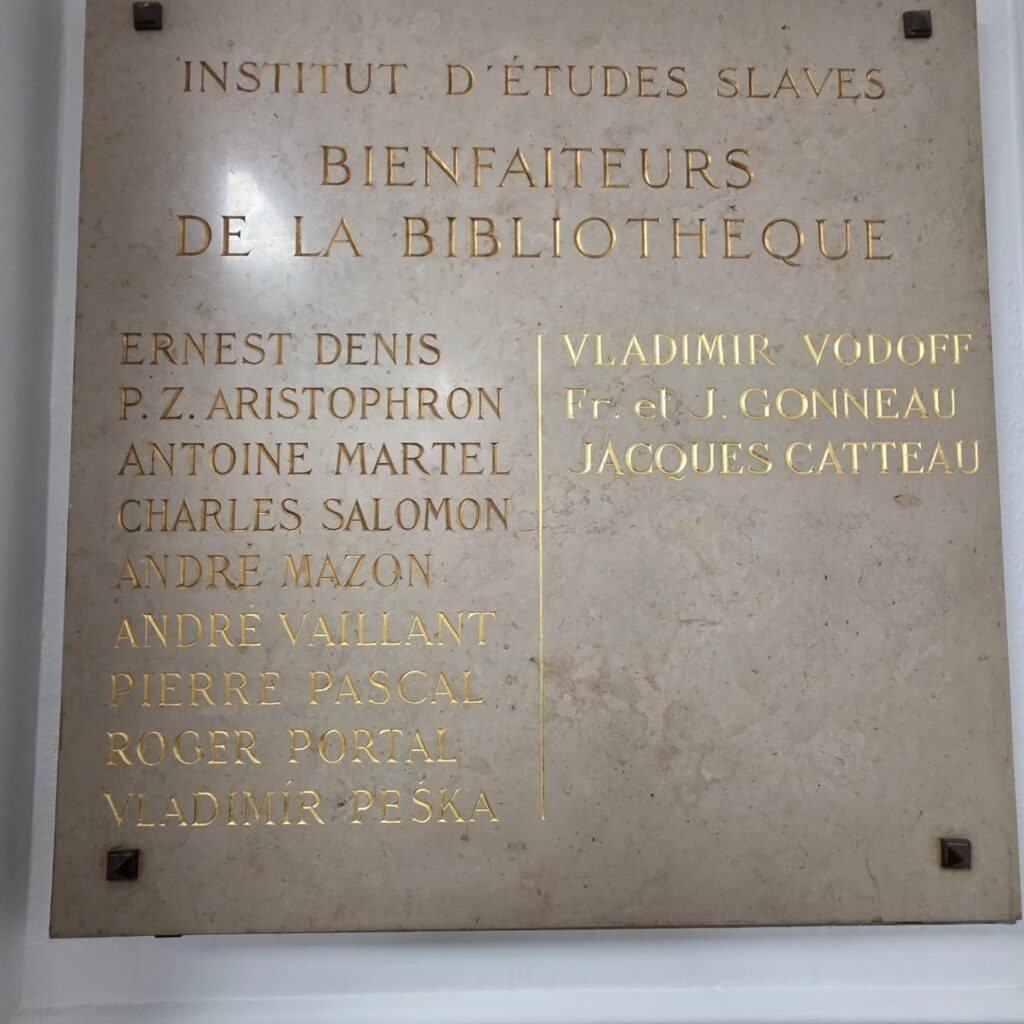 INSTITUT D'ÉTUDES SLAVES
BIENFAITEURS
DE LA BIBLIOTHEQUE
ERNEST DENIS
P. Z. ARISTOPHRON
ANTOINE MARTEL
CHARLES SALOMON
ANDRÉ MAZON
ANDRÉ VAILLANT
PIERRE PASCAL
ROGER PORTAL
VLADIMÍR PEŠKA
VLADIMIR VODOFF
Fr. et J. GONNEAU
JACQUES CATTEAU